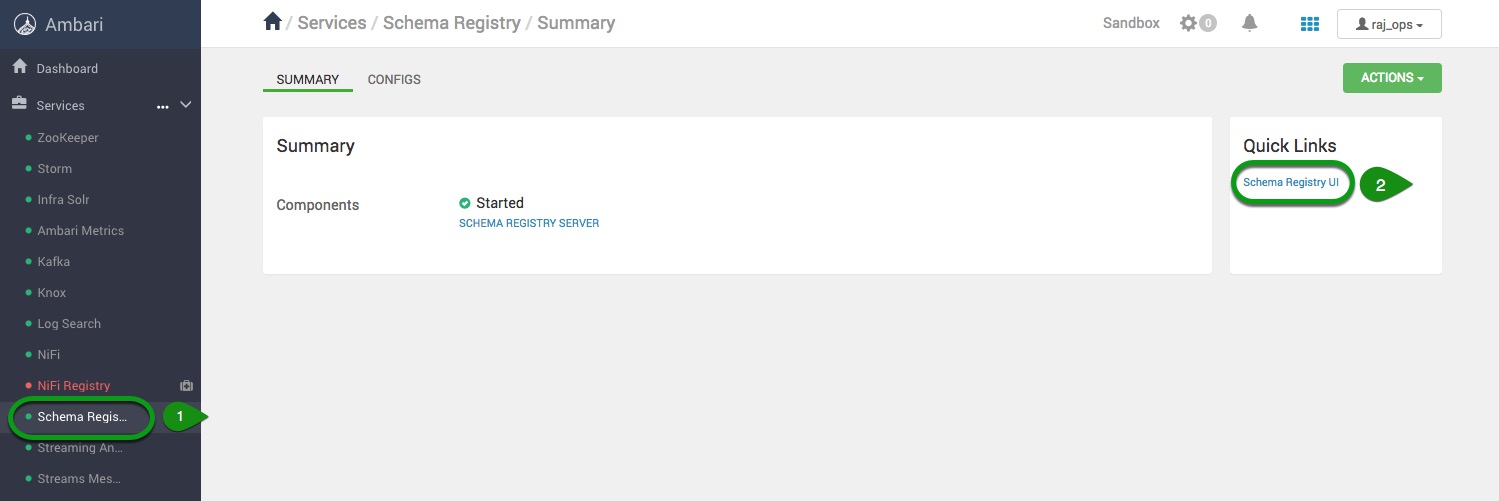 Ambari
/ Services / Schema Registry / Summary
Sandbox
0
raj_ops
Dashboard
Services
...
ZooKeeper
Storm
Infra Solr
Ambari Metrics
Kafka
Knox
Log Search
NiFi
NiFi Registry
Schema Regis...
1
Streaming An...
Streams Mes...
SUMMARY
CONFIGS
ACTIONS
Summary
Components
Started
SCHEMA REGISTRY SERVER
Quick Links
Schema Registry UI
2